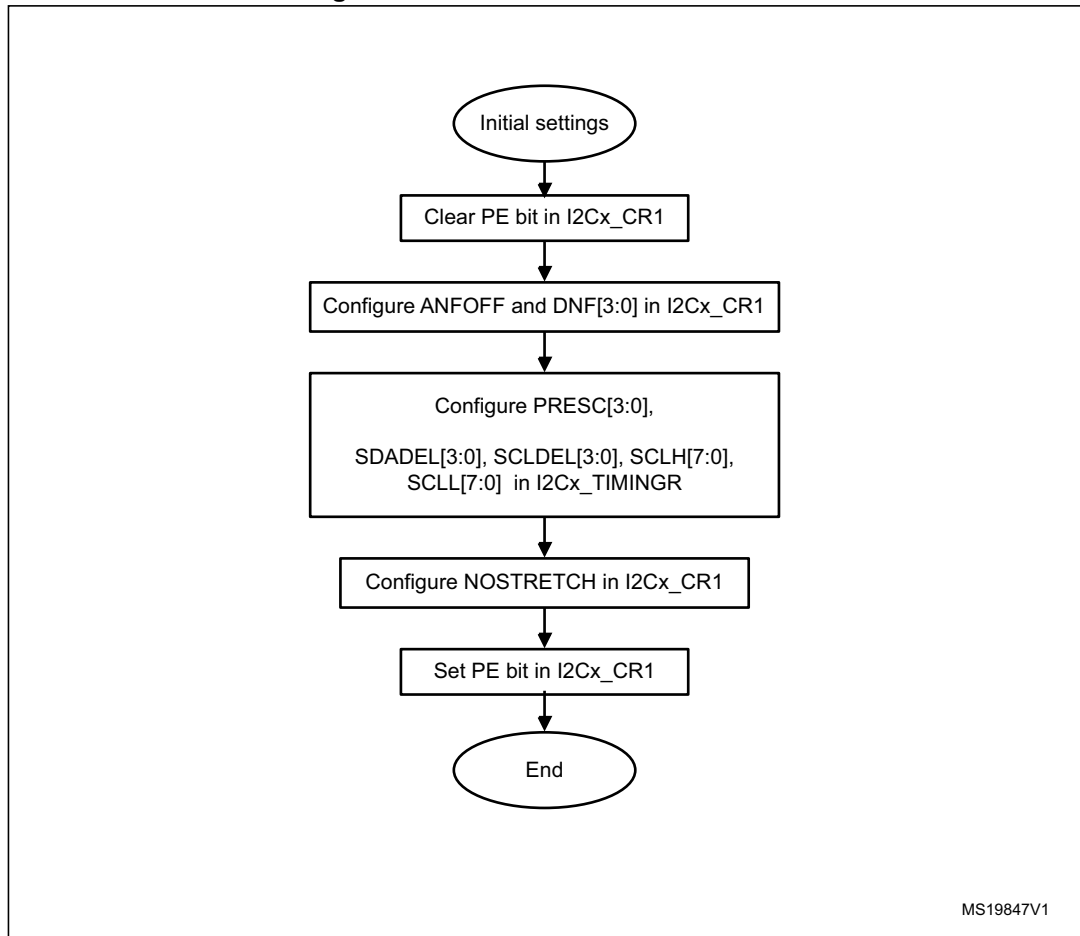 Initial settings
Clear PE bit in I2Cx_CR1
Configure ANFOFF and DNF[3:0] in I2Cx_CR1
Configure PRESC[3:0],
SDADEL[3:0], SCLDEL[3:0], SCLH[7:0],
SCLL[7:0] in I2Cx_TIMINGR
Configure NOSTRETCH in I2Cx_CR1
Set PE bit in I2Cx_CR1
End
MS19847V1